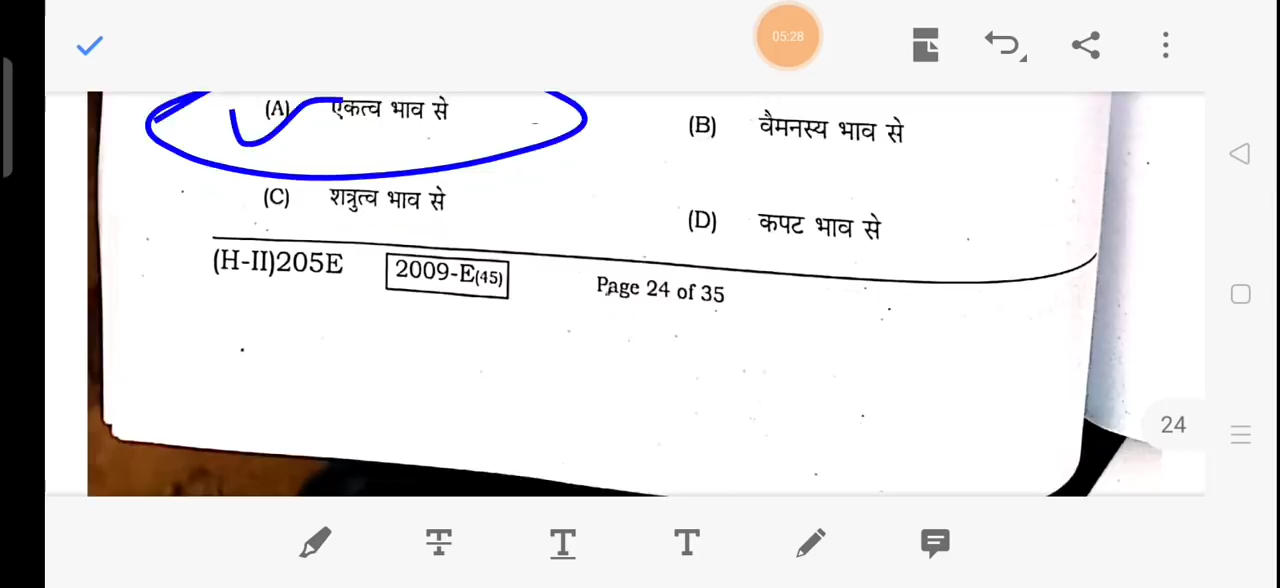 05:28
(A) एकत्व भाव से
(B) वैमनस्य भाव से
(C) शत्रुत्व भाव से
(D) कपट भाव से
(H-II)205E 2009-E(45) Page 24 of 35
24
T T T